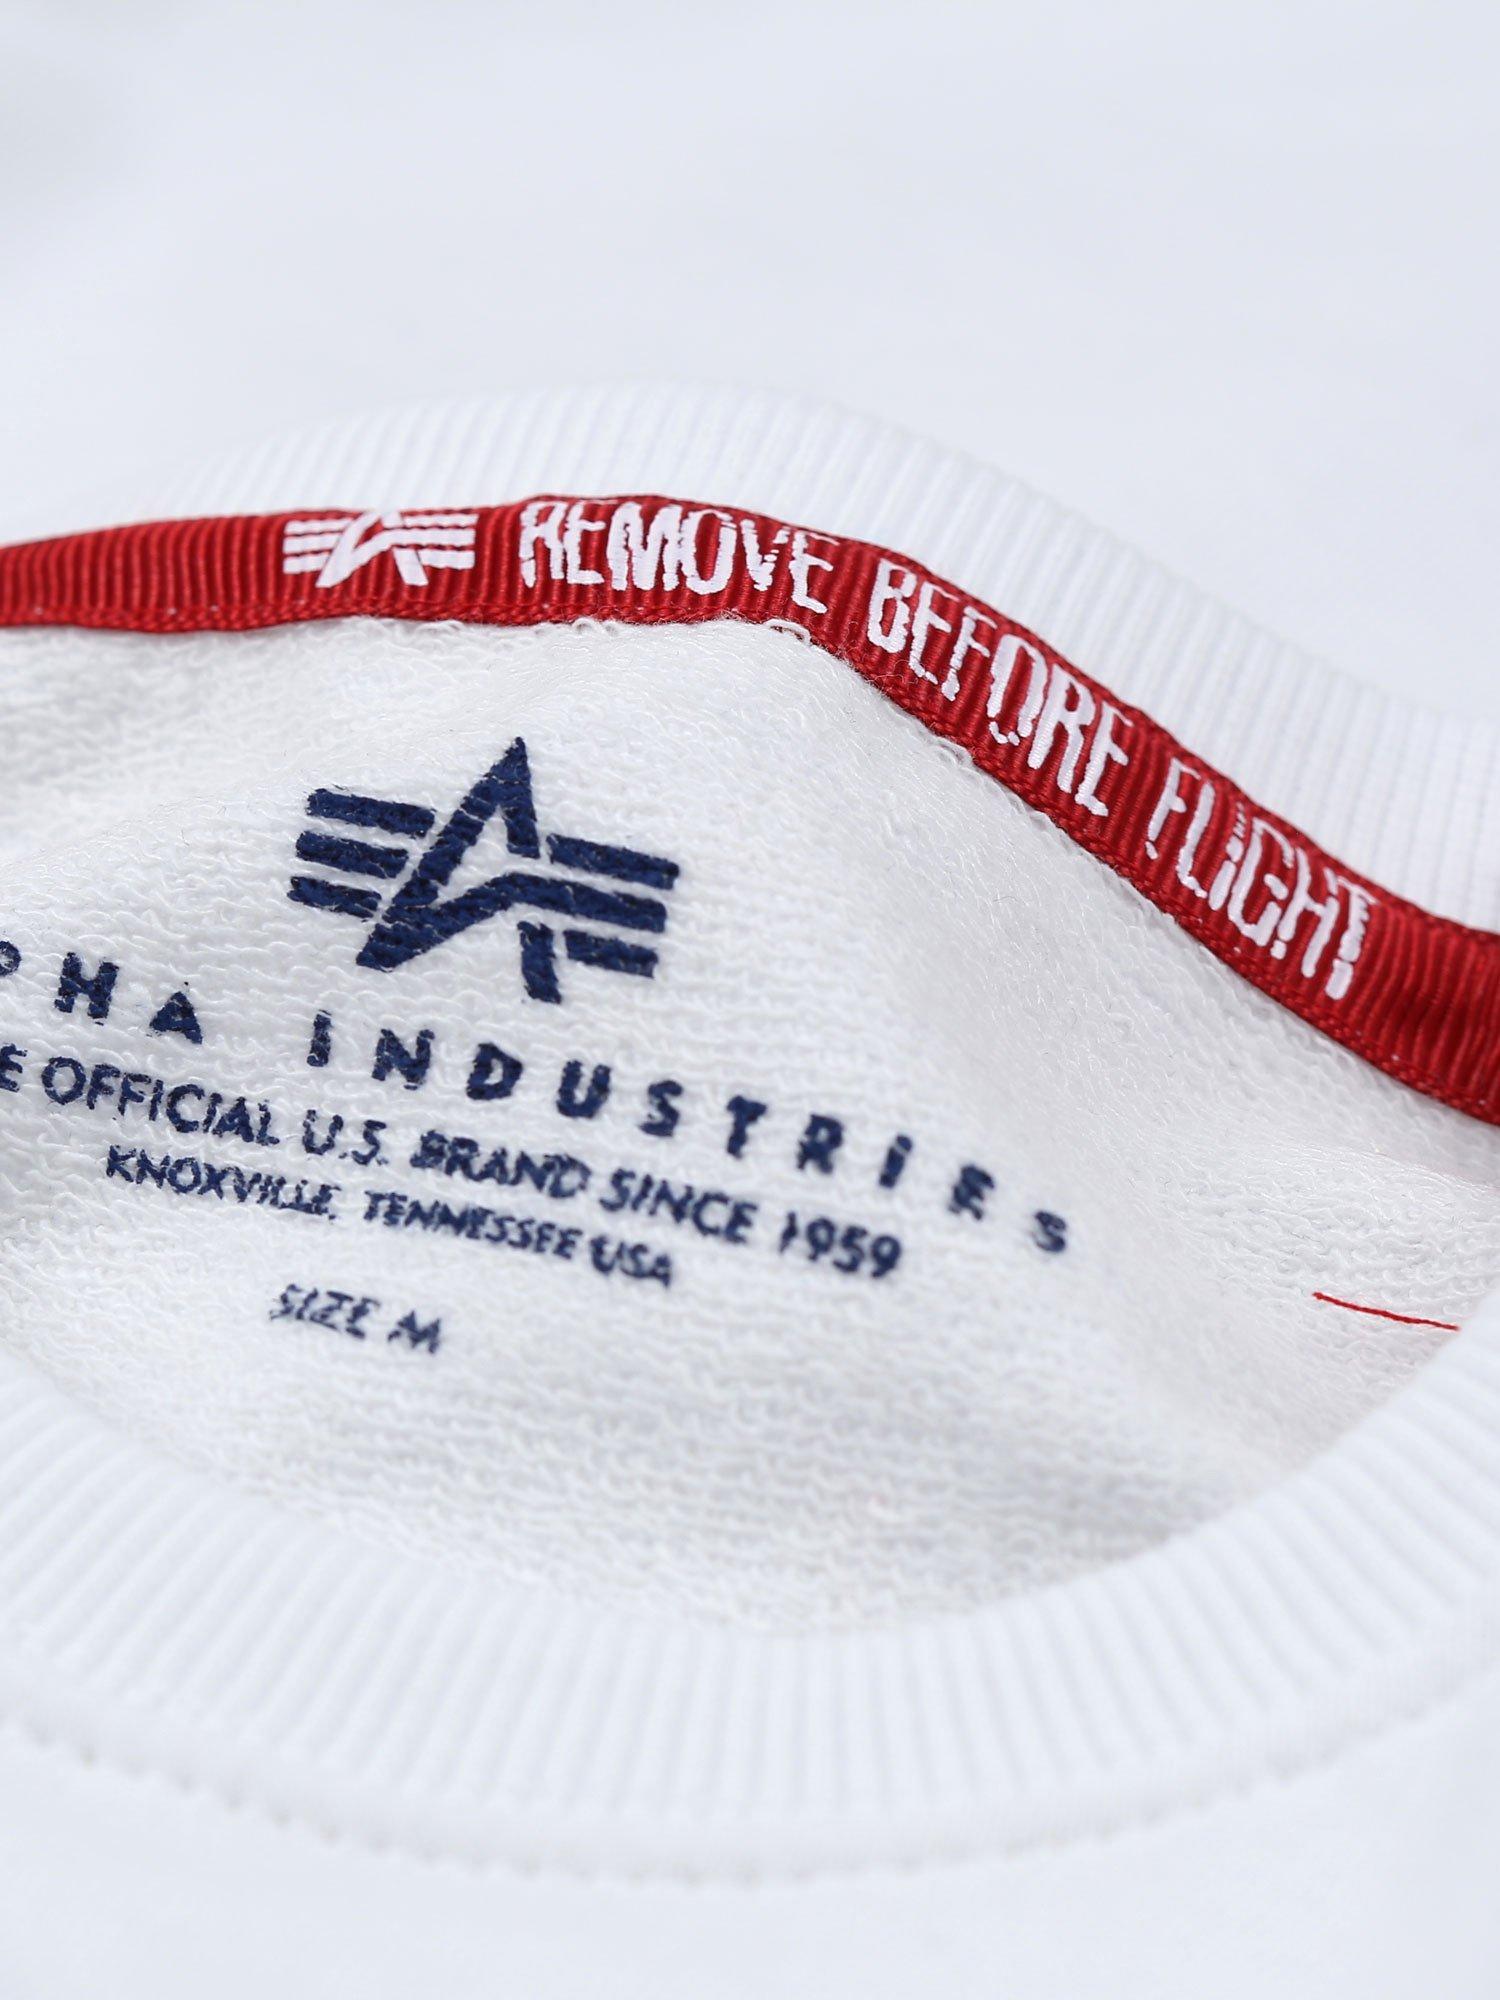 REMOVE BEFORE FLIGHT
PHA INDUSTRIES
E OFFICIAL U.S. BRAND SINCE 1959
KNOXVILLE, TENNESSEE USA
SIZE M